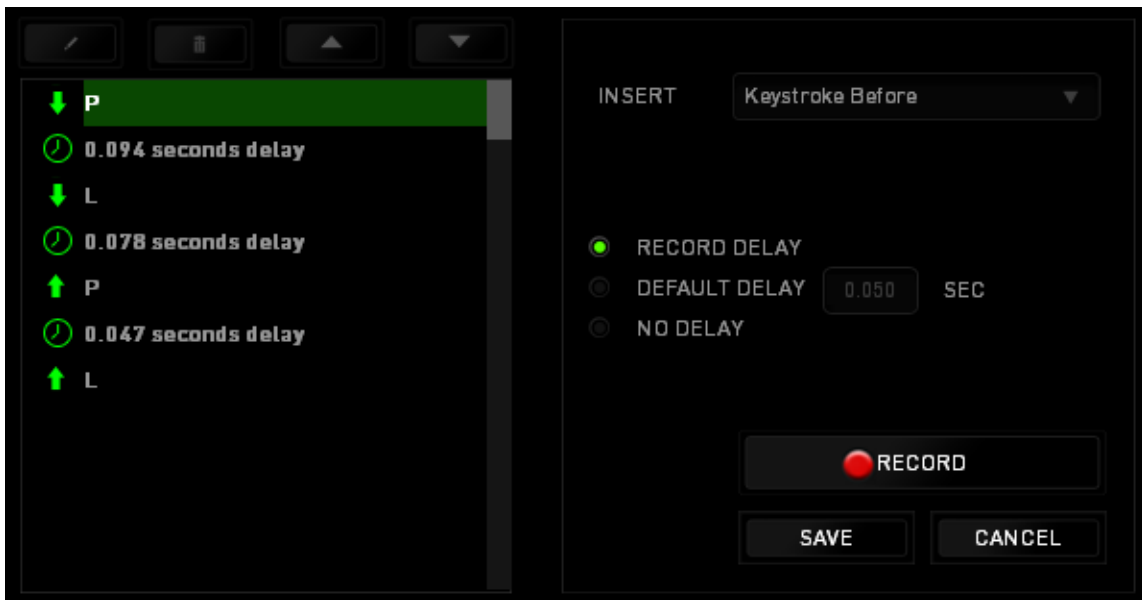 P
0.094 seconds delay
L
0.078 seconds delay
P
0.047 seconds delay
L
INSERT Keystroke Before
RECORD DELAY
DEFAULT DELAY 0.050 SEC
NO DELAY
RECORD
SAVE CANCEL